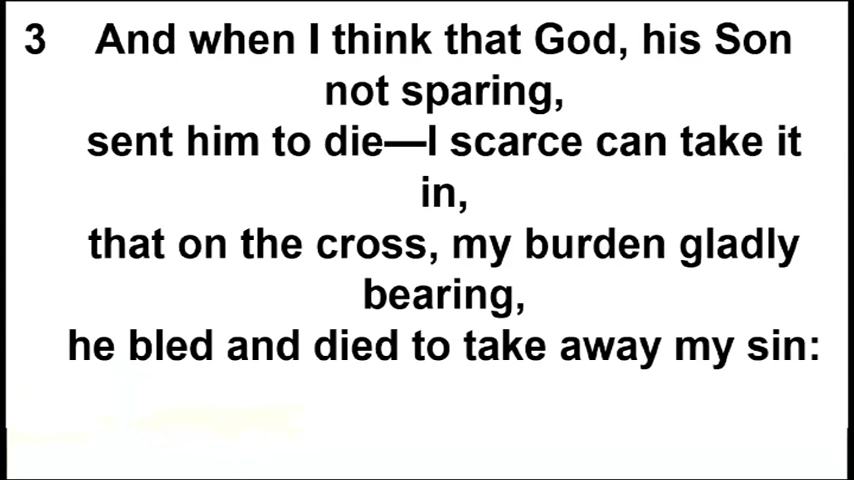 3 And when I think that God, his Son
not sparing,
sent him to die—I scarce can take it
in,
that on the cross, my burden gladly
bearing,
he bled and died to take away my sin: